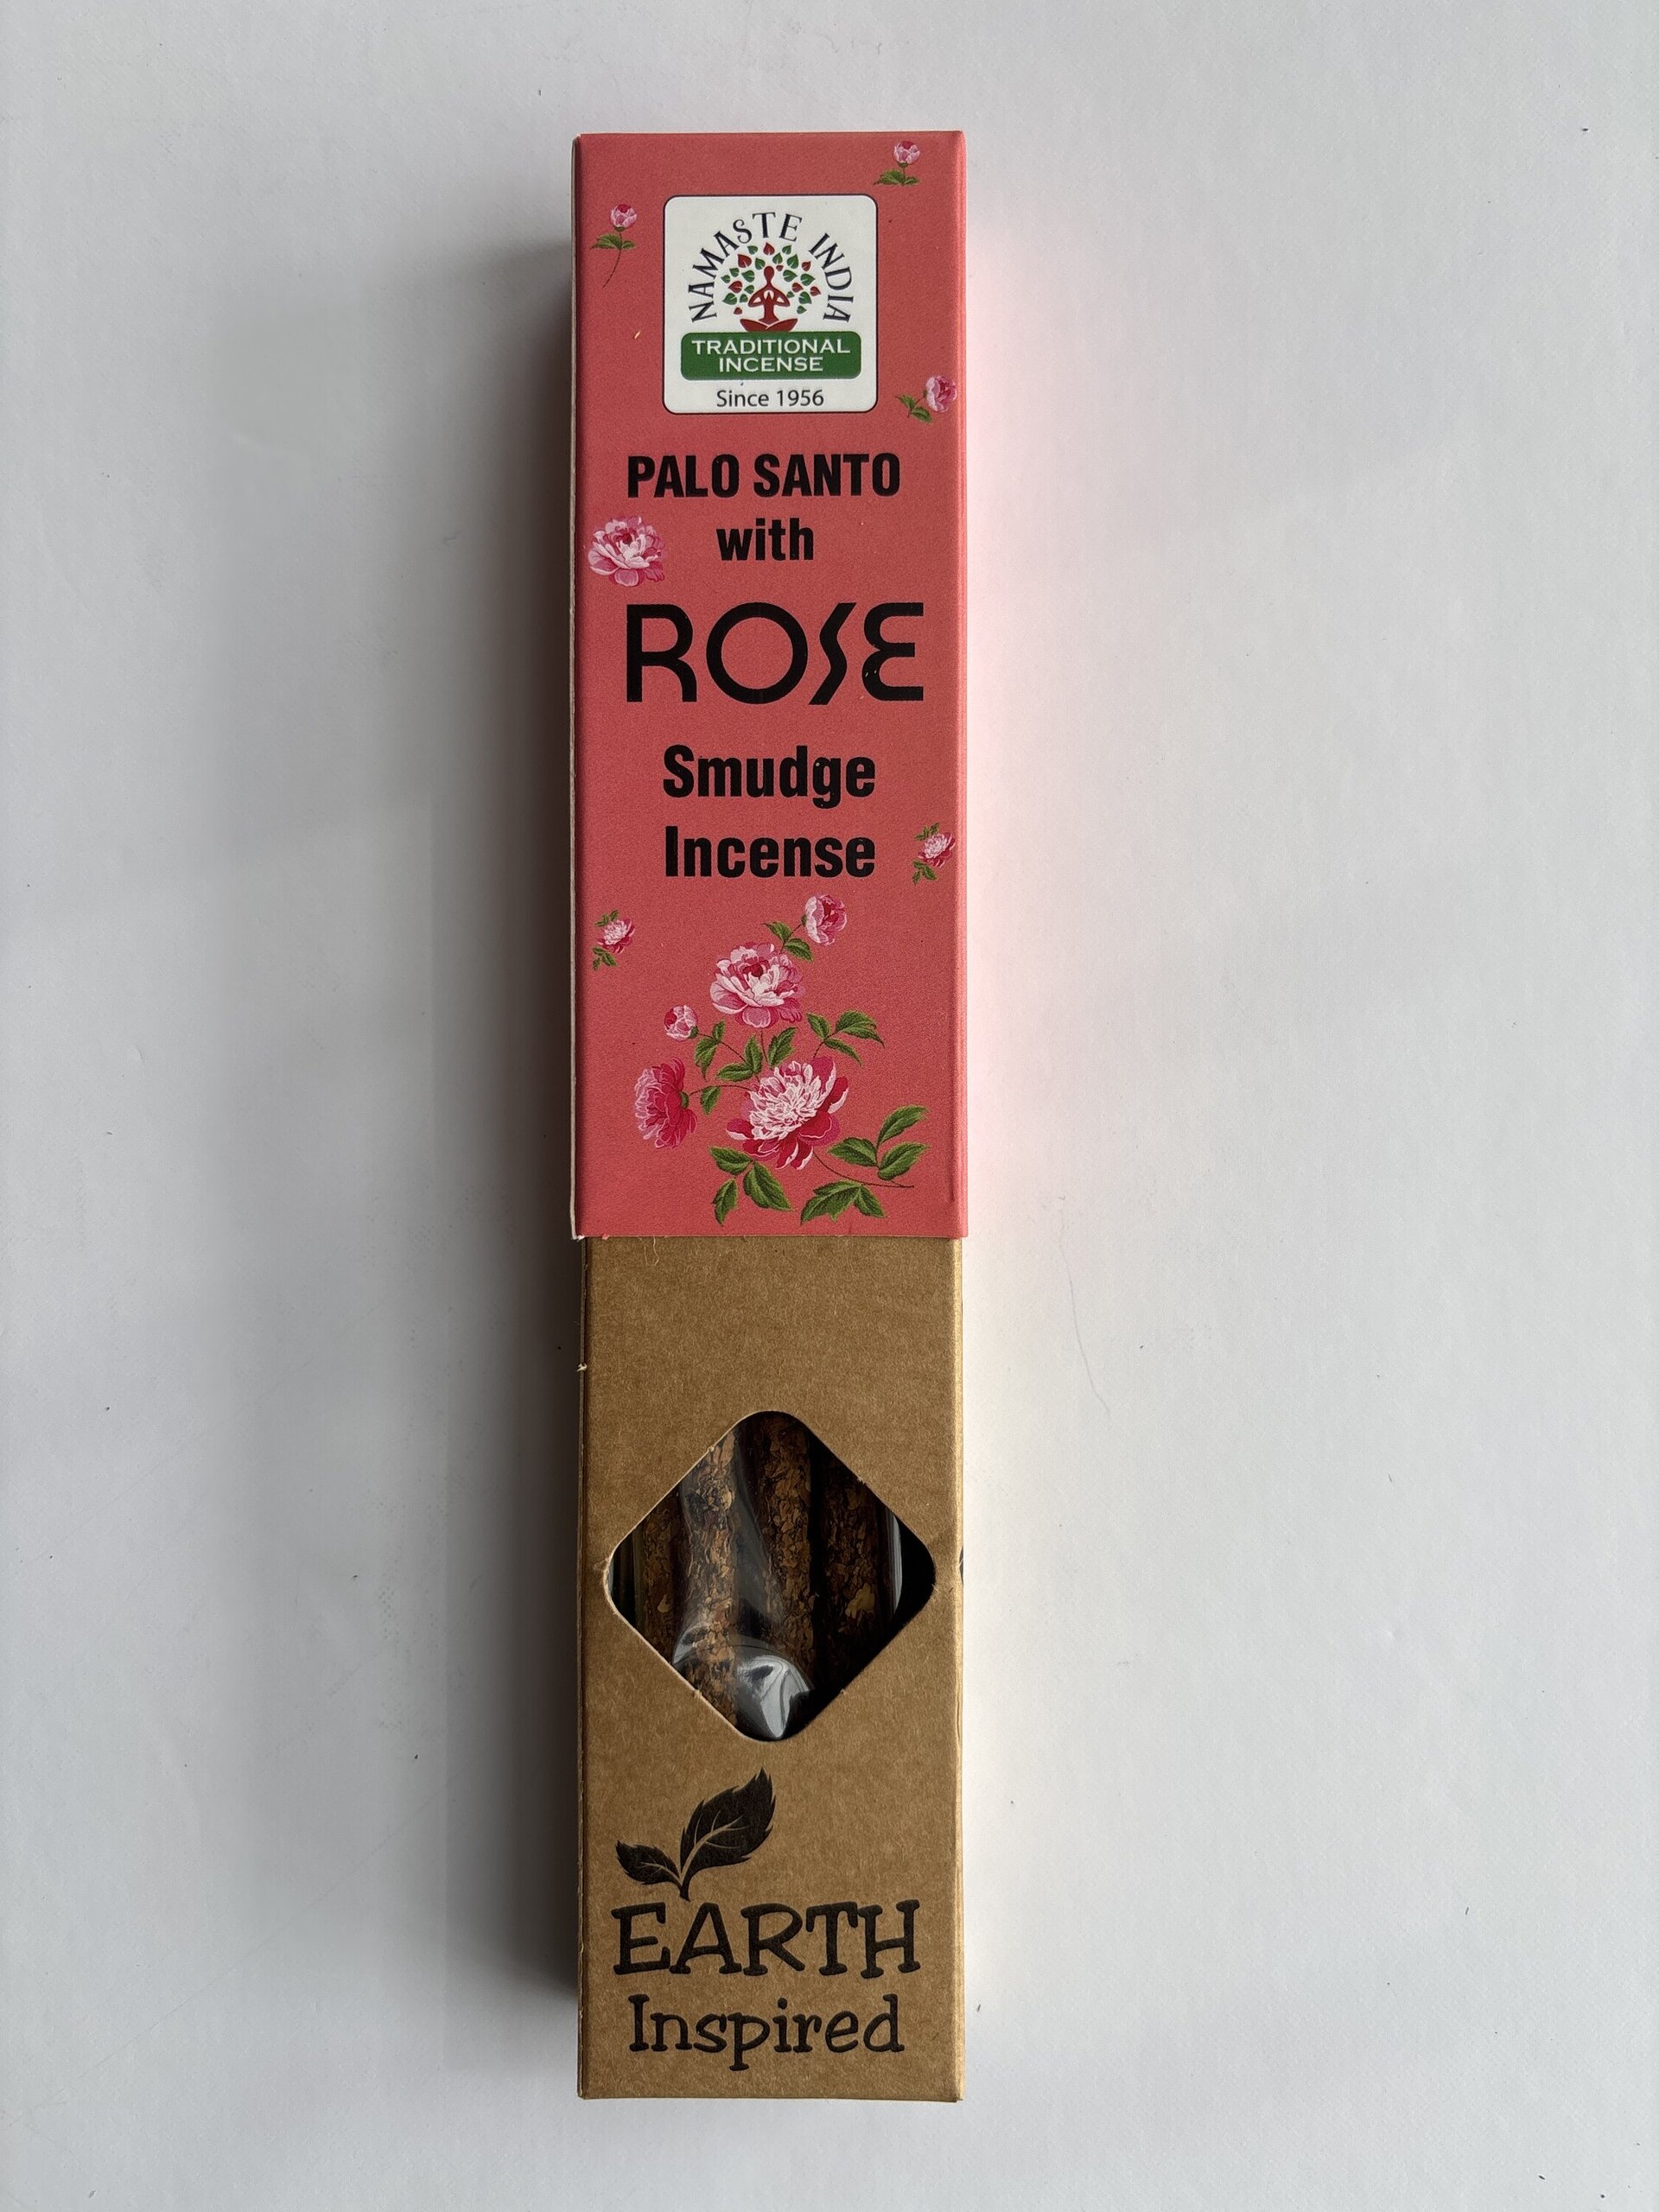 NAMASTE INDIA
TRADITIONAL
INCENSE
Since 1956
PALO SANTO
with
ROSE
Smudge
Incense
EARTH
Inspired